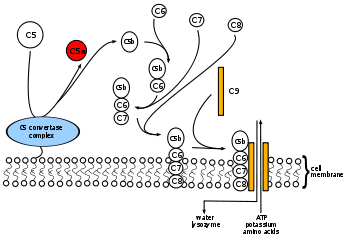 C6
C7
C8
C5
C5a
C5b
C5b
C6
C5b
C6
C7
C9
C5 convertase
complex
C5b
C6
C7
C8
C5b
C6
C7
C8
cell
membrane
water
lysozyme
ATP
potassium
amino acids